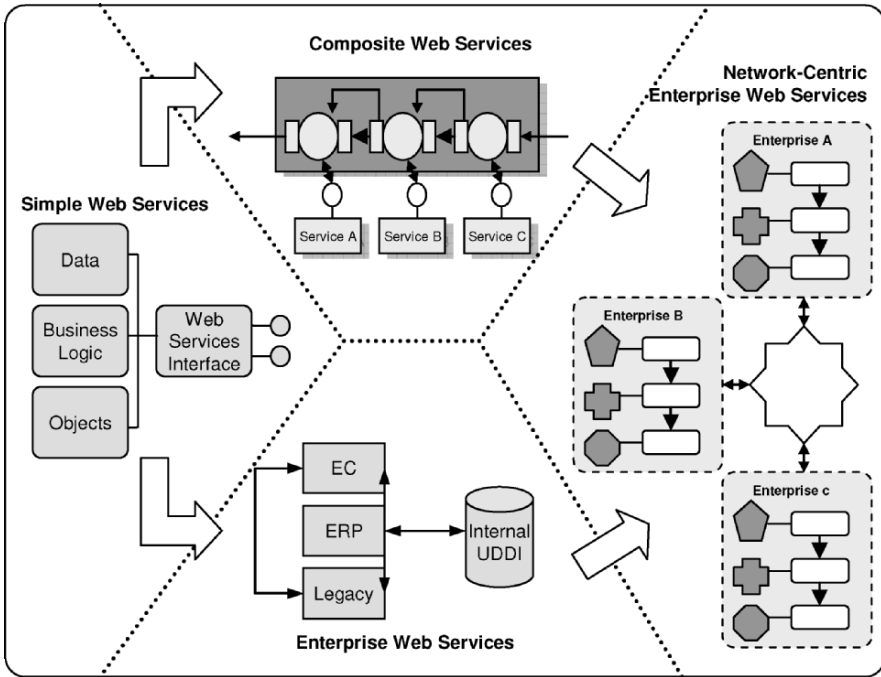 Composite Web Services
Network-Centric
Enterprise Web Services
Enterprise A
Service A
Service B
Service C
Simple Web Services
Data
Business
Logic
Objects
Web
Services
Interface
Enterprise B
Enterprise c
EC
ERP
Legacy
Internal
UDDI
Enterprise Web Services